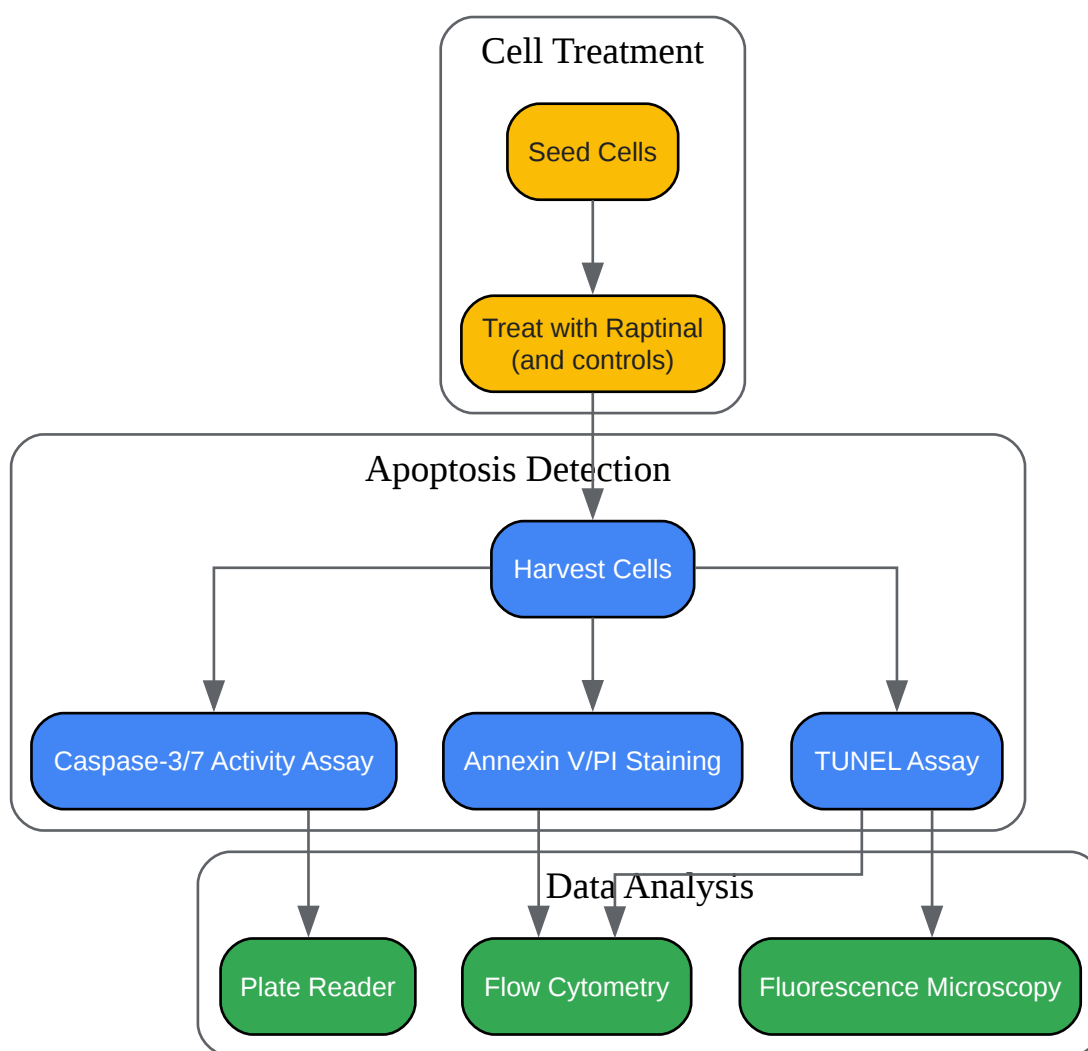 Cell Treatment
Seed Cells
Treat with Raptinal
(and controls)
Apoptosis Detection
Harvest Cells
Caspase-3/7 Activity Assay
Annexin V/PI Staining
TUNEL Assay
Data Analysis
Plate Reader
Flow Cytometry
Fluorescence Microscopy